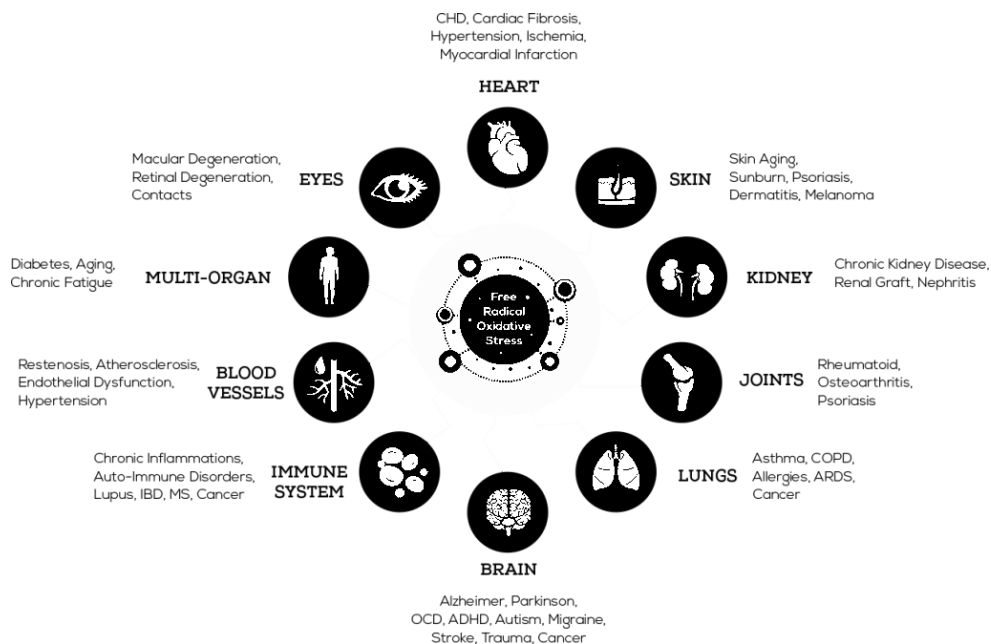 CHD, Cardiac Fibrosis,
Hypertension, Ischemia,
Myocardial Infarction
HEART
Macular Degeneration,
Retinal Degeneration,
Contacts
EYES
SKIN
Skin Aging,
Sunburn, Psoriasis,
Dermatitis, Melanoma
Diabetes, Aging,
Chronic Fatigue
MULTI-ORGAN
Free
Radical
Oxidative
Stress
KIDNEY
Chronic Kidney Disease,
Renal Graft, Nephritis
Restenosis, Atherosclerosis,
Endothelial Dysfunction,
Hypertension
BLOOD
VESSELS
JOINTS
Rheumatoid,
Osteoarthritis,
Psoriasis
Chronic Inflammations,
Auto-Immune Disorders,
Lupus, IBD, MS, Cancer
IMMUNE
SYSTEM
LUNGS
Asthma, COPD,
Allergies, ARDS,
Cancer
BRAIN
Alzheimer, Parkinson,
OCD, ADHD, Autism, Migraine,
Stroke, Trauma, Cancer